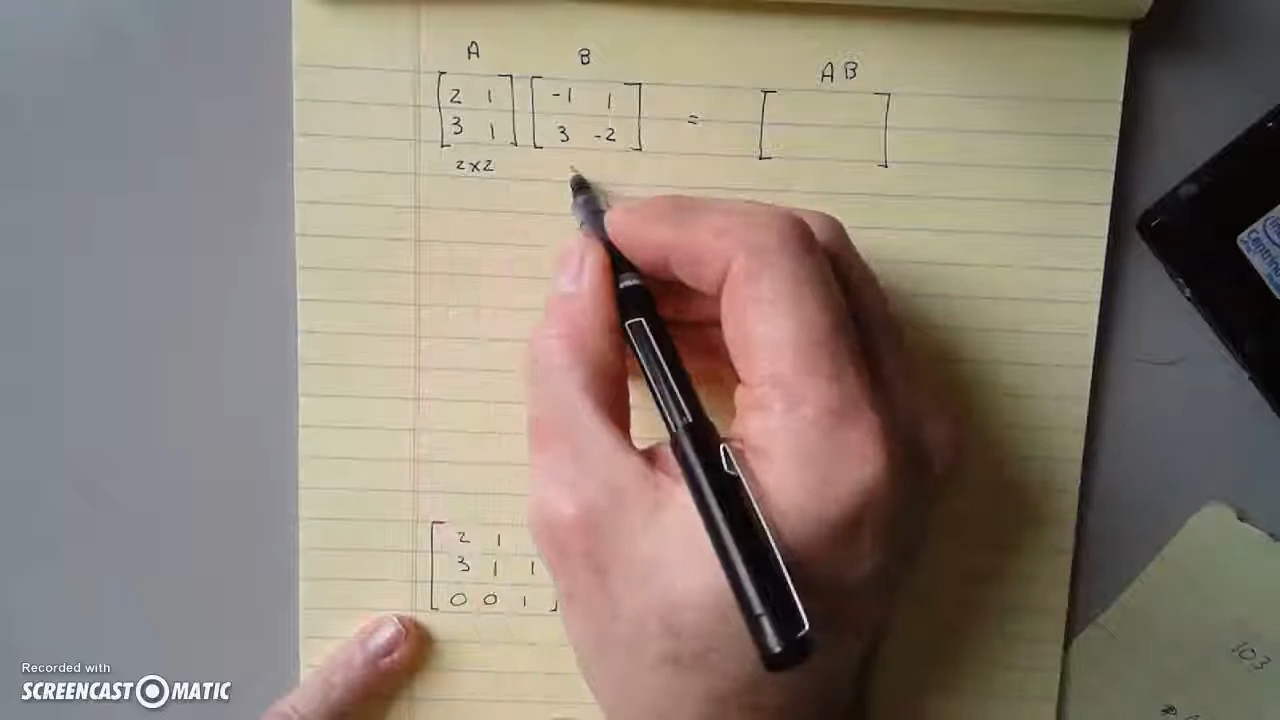 A B AB
2 1 -1 1 =
3 1 3 -2
2x2
2 1
3 1 1
0 0 1
103
Recorded with
SCREENCAST MATIC